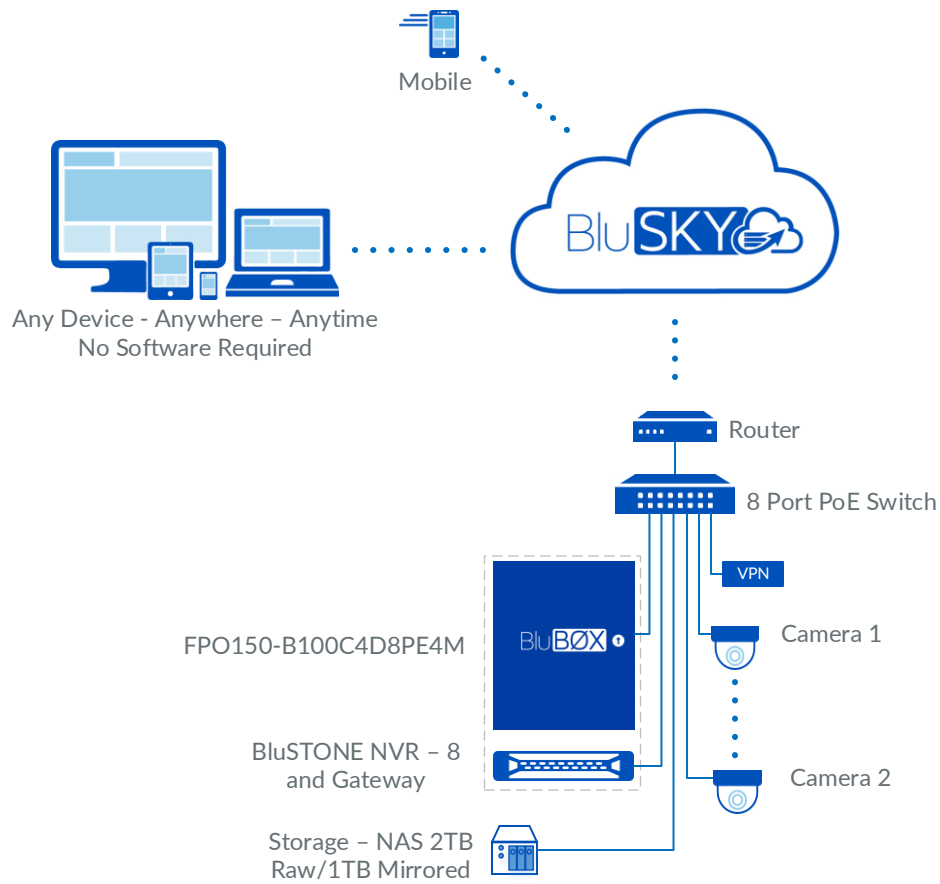 Mobile
BluSKY
Any Device - Anywhere – Anytime
No Software Required
Router
8 Port PoE Switch
VPN
Camera 1
FPO150-B100C4D8PE4M
BluBØX
BluSTONE NVR – 8
and Gateway
Camera 2
Storage – NAS 2TB
Raw/1TB Mirrored